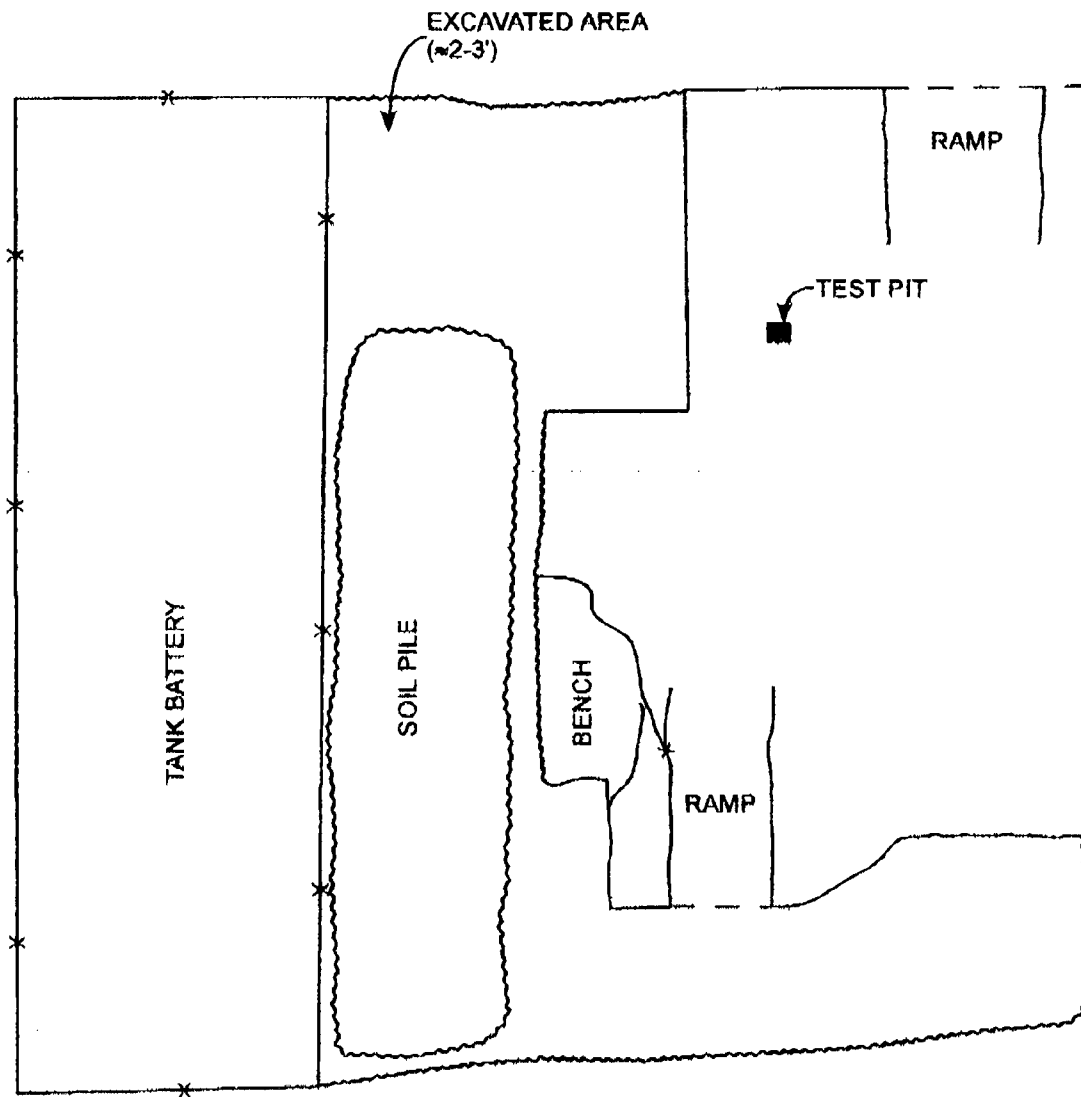 EXCAVATED AREA
(≈2-3')
RAMP
TEST PIT
TANK BATTERY
SOIL PILE
BENCH
RAMP